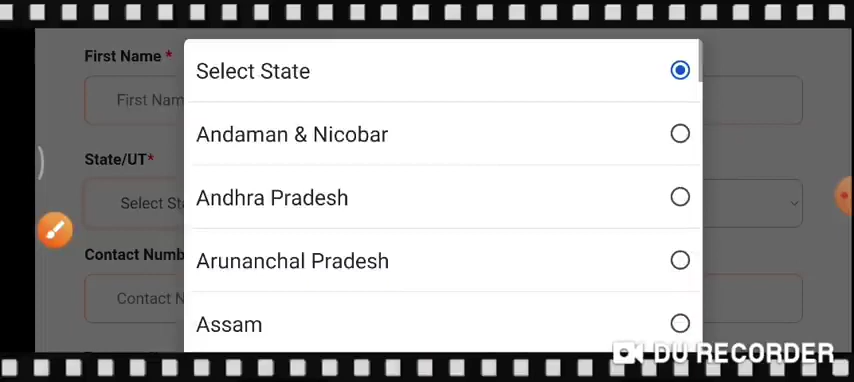 First Name *
First Nam
State/UT*
Select Sta
Contact Numb
Contact N
Select State
Andaman & Nicobar
Andhra Pradesh
Arunanchal Pradesh
Assam
DU RECORDER